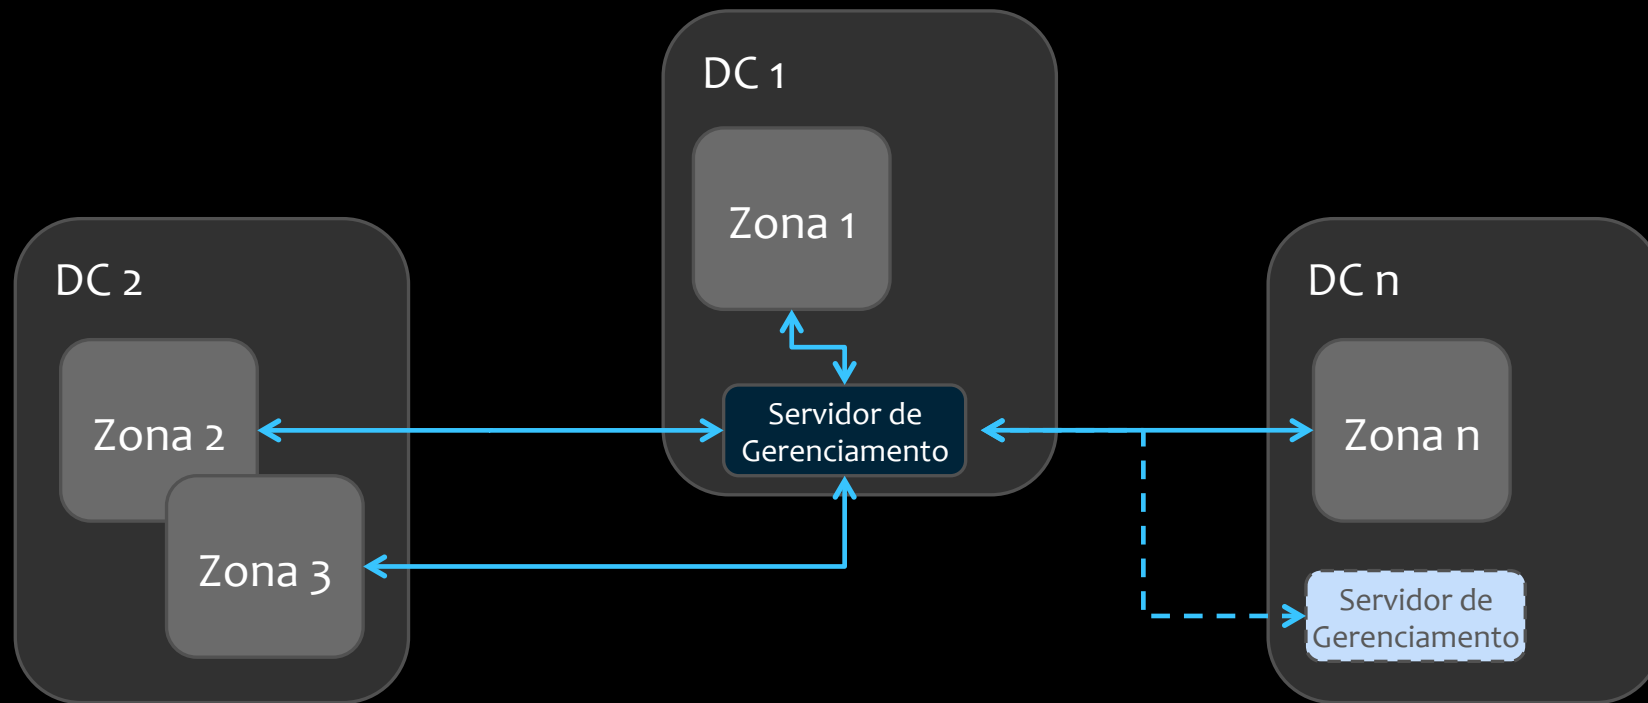 DC 1
Zona 1
Servidor de
Gerenciamento
DC 2
Zona 2
Zona 3
DC n
Zona n
Servidor de
Gerenciamento